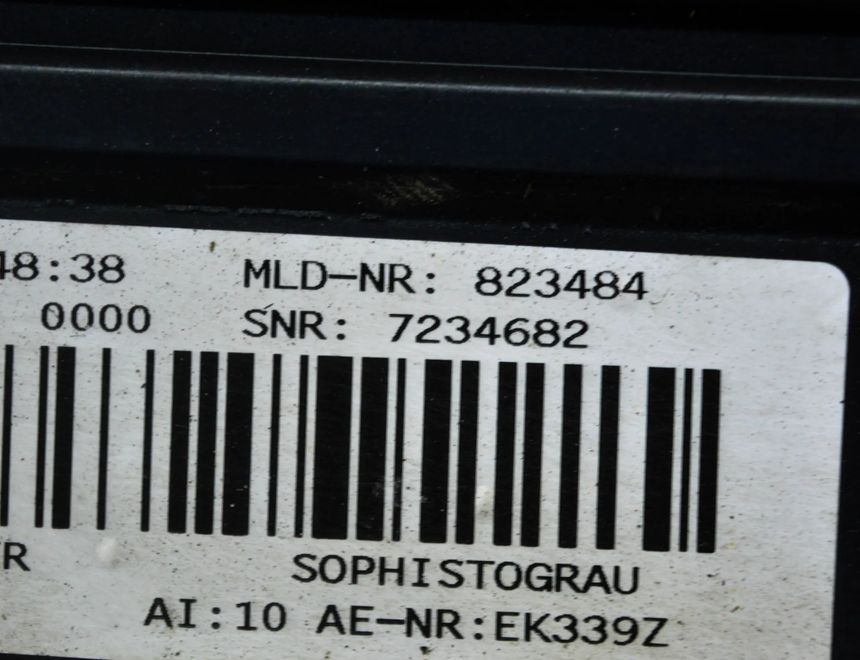 48:38 MLD-NR: 823484
0000 SNR: 7234682
R SOPHISTOGRAU
AI:10 AE-NR:EK339Z